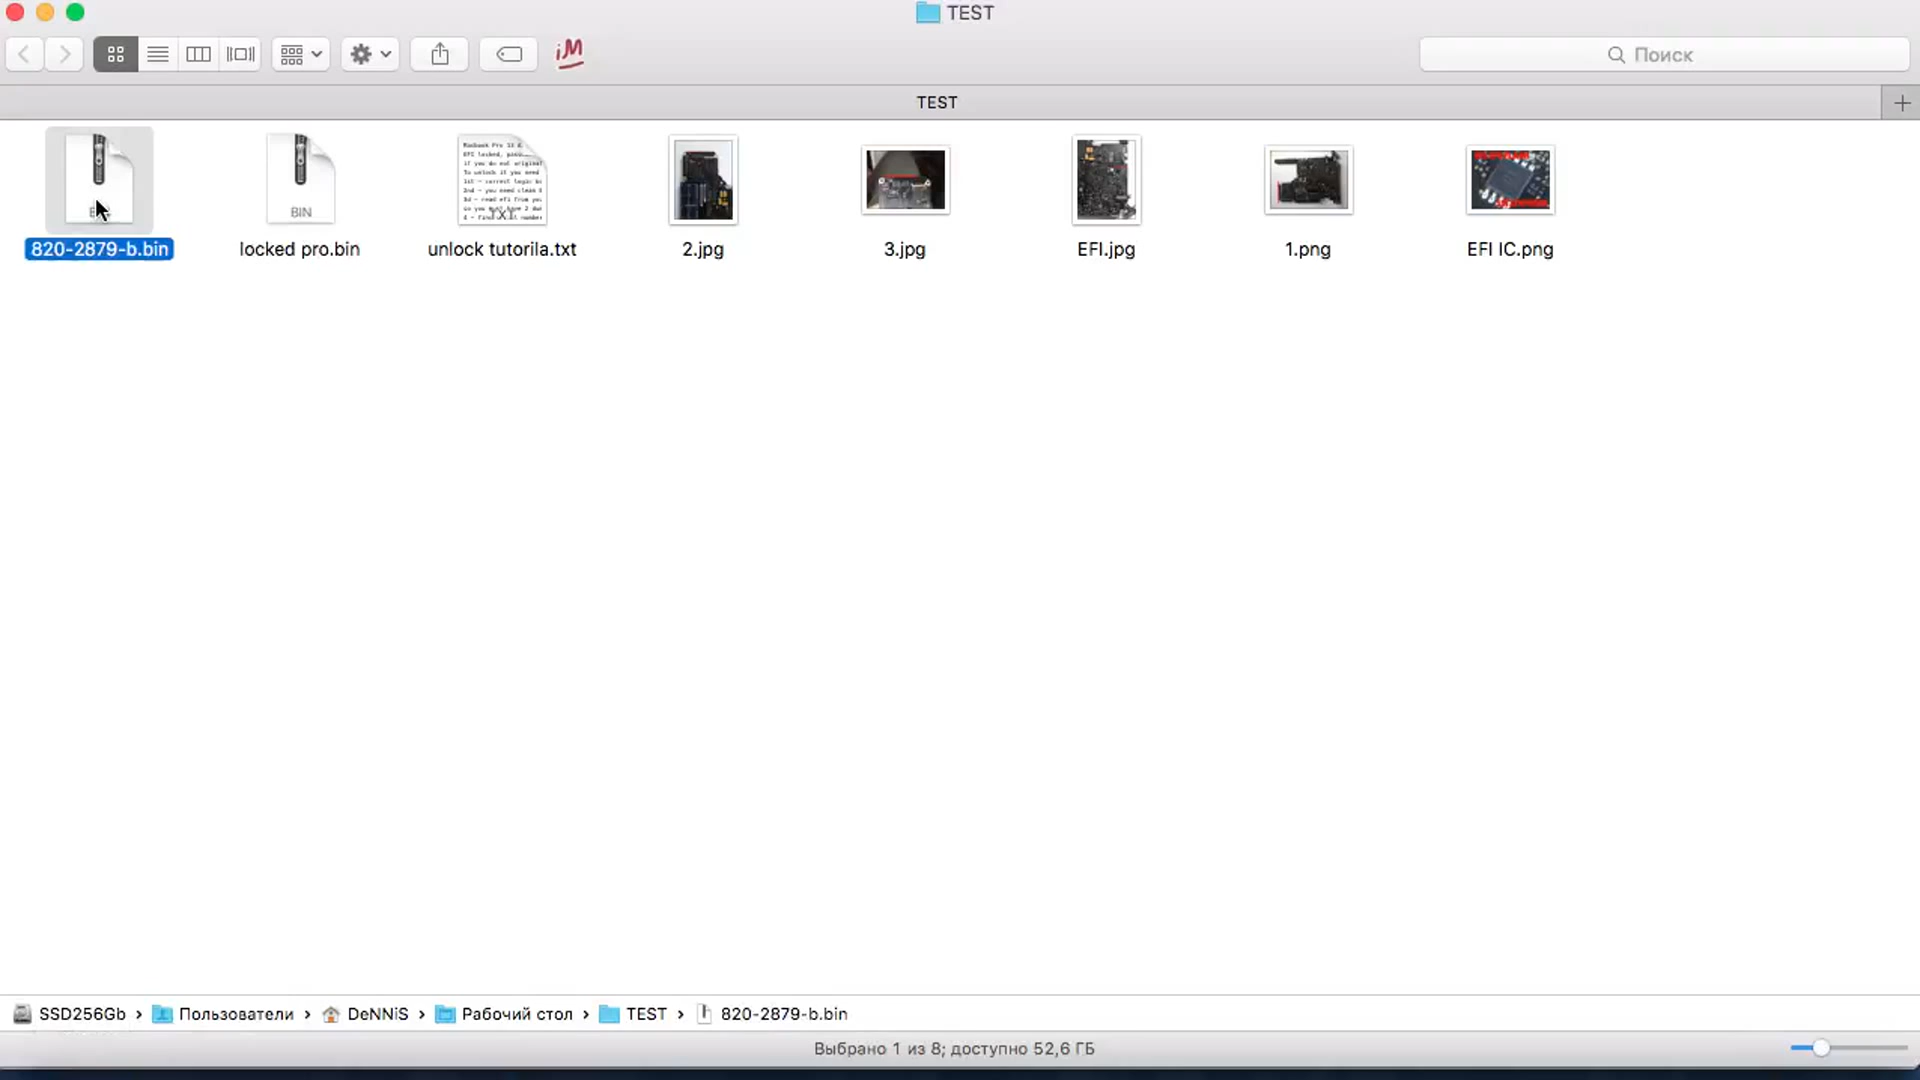 TEST
Поиск
TEST
820-2879-b.bin
BIN
locked pro.bin
unlock tutorila.txt
2.jpg
3.jpg
EFI.jpg
1.png
EFI IC.png
SSD256Gb › Пользователи › DeNNiS › Рабочий стол › TEST › 820-2879-b.bin
Выбрано 1 из 8; доступно 52,6 ГБ